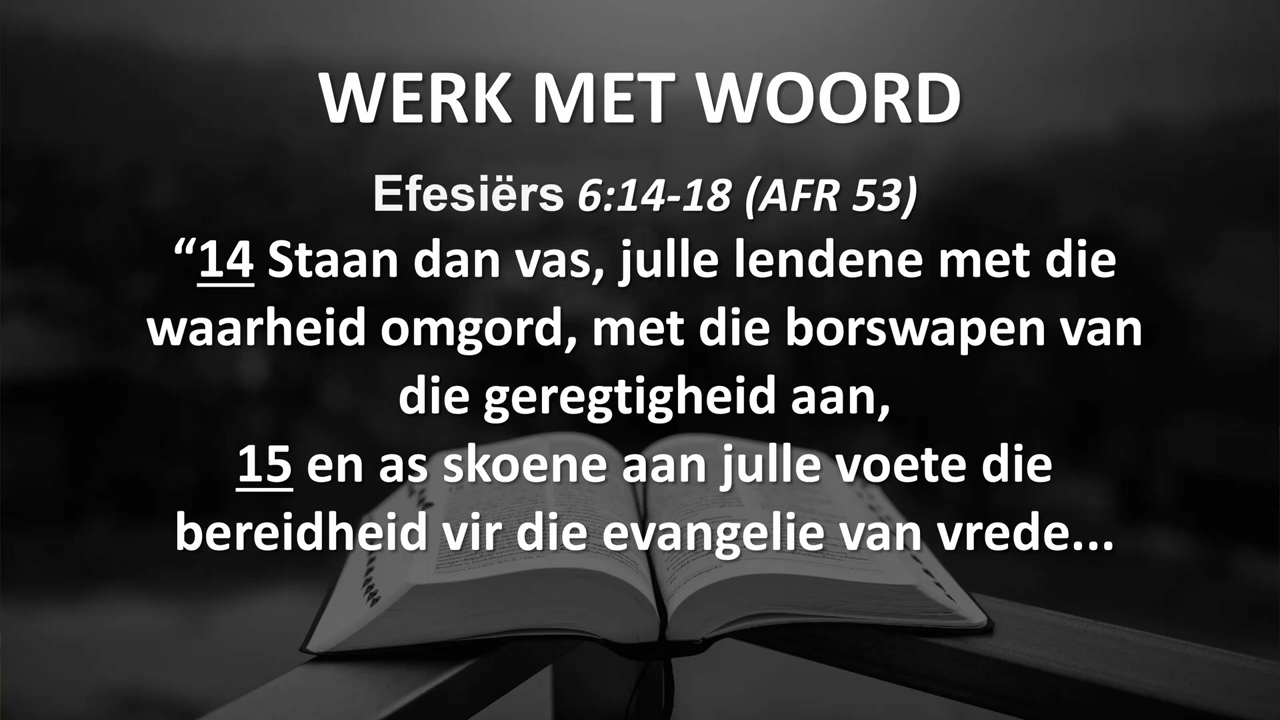 WERK MET WOORD
Efesiërs 6:14-18 (AFR 53)
“14 Staan dan vas, julle lendene met die
waarheid omgord, met die borswapen van
die geregtigheid aan,
15 en as skoene aan julle voete die
bereidheid vir die evangelie van vrede...